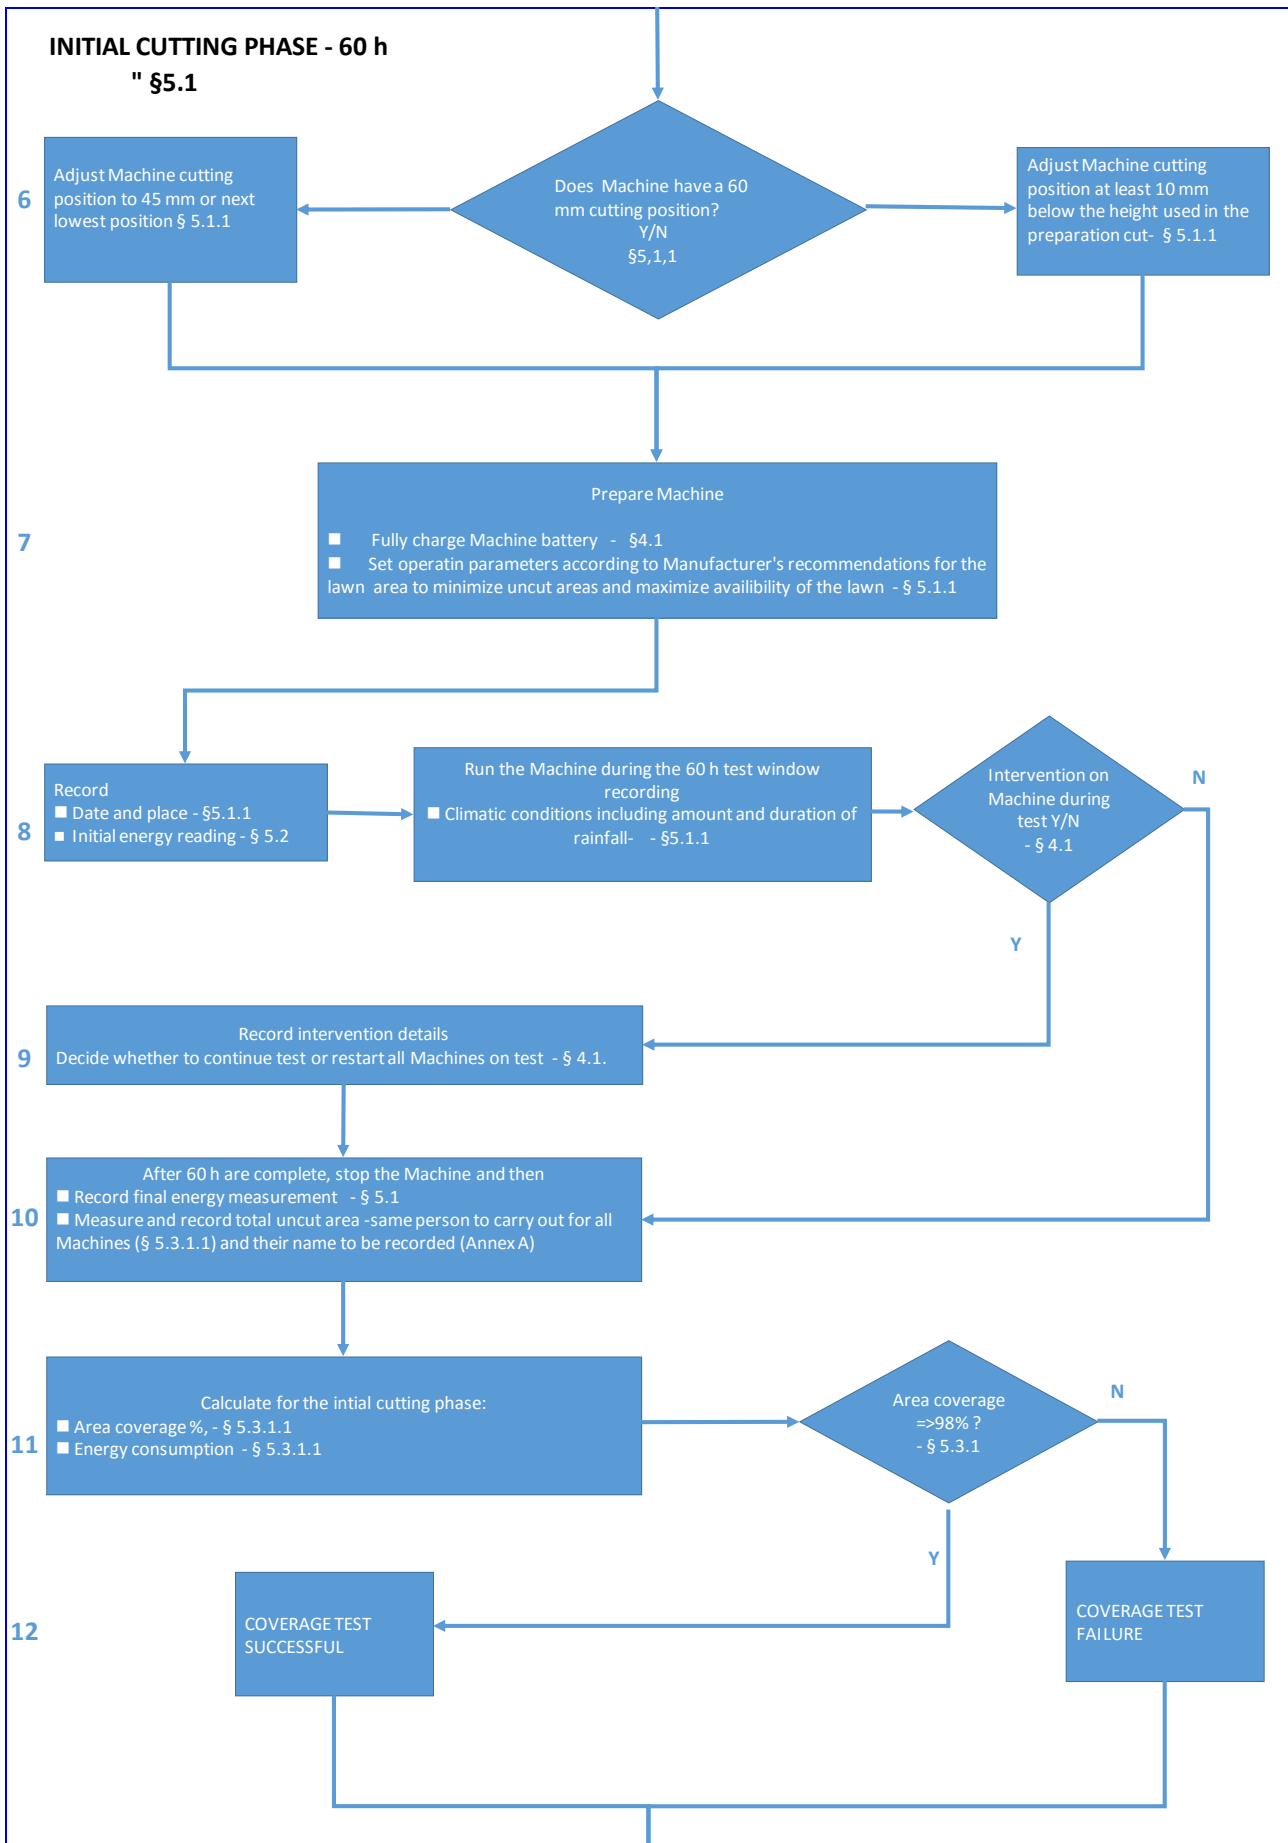 INITIAL CUTTING PHASE - 60 h
" §5.1
6
Adjust Machine cutting
position to 45 mm or next
lowest position § 5.1.1
Does Machine have a 60
mm cutting position?
Y/N
§5,1,1
Adjust Machine cutting
position at least 10 mm
below the height used in the
preparation cut- § 5.1.1
7
Prepare Machine
Fully charge Machine battery - §4.1
Set operatin parameters according to Manufacturer's recommendations for the
lawn area to minimize uncut areas and maximize availibility of the lawn - § 5.1.1
8
Record
Date and place - §5.1.1
Initial energy reading - § 5.2
Run the Machine during the 60 h test window
recording
Climatic conditions including amount and duration of
rainfall- - §5.1.1
Intervention on
Machine during
test Y/N
- § 4.1
N
Y
9
Record intervention details
Decide whether to continue test or restart all Machines on test - § 4.1.
10
After 60 h are complete, stop the Machine and then
Record final energy measurement - § 5.1
Measure and record total uncut area -same person to carry out for all
Machines (§ 5.3.1.1) and their name to be recorded (Annex A)
11
Calculate for the intial cutting phase:
Area coverage %, - § 5.3.1.1
Energy consumption - § 5.3.1.1
Area coverage
=>98% ?
- § 5.3.1
N
Y
12
COVERAGE TEST
SUCCESSFUL
COVERAGE TEST
FAILURE